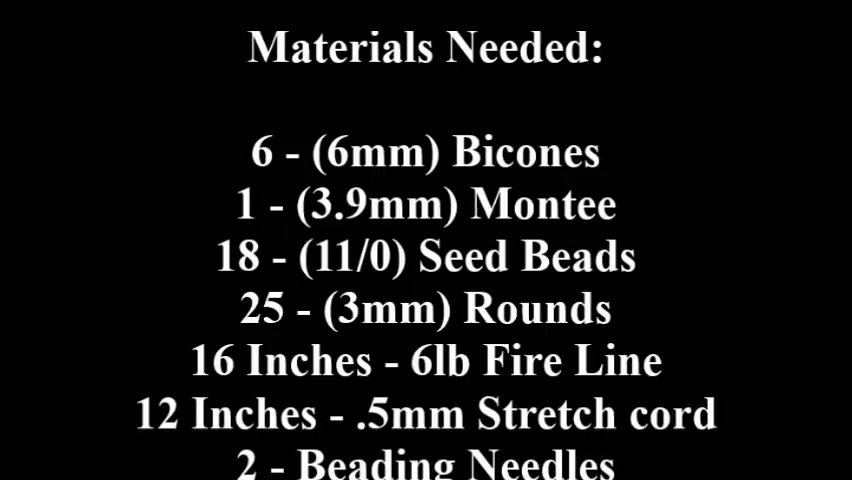 Materials Needed:
6 - (6mm) Bicones
1 - (3.9mm) Montee
18 - (11/0) Seed Beads
25 - (3mm) Rounds
16 Inches - 6lb Fire Line
12 Inches - .5mm Stretch cord
2 - Beading Needles